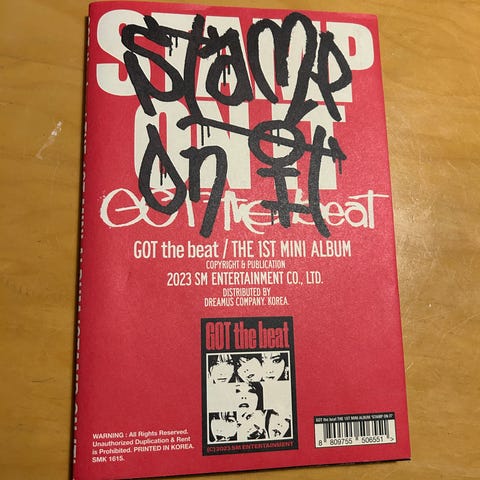 STAMP
ON IT
stamp
on it
GOT the beat
GOT the beat / THE 1ST MINI ALBUM
COPYRIGHT & PUBLICATION
2023 SM ENTERTAINMENT CO., LTD.
DISTRIBUTED BY
DREAMUS COMPANY. KOREA.
GOT the beat
(C) 2023 SM ENTERTAINMENT
WARNING : All Rights Reserved.
Unauthorized Duplication & Rent
is Prohibited. PRINTED IN KOREA.
SMK 1615.
GOT the beat THE 1ST MINI ALBUM 'STAMP ON IT'
8 809755 506551 >